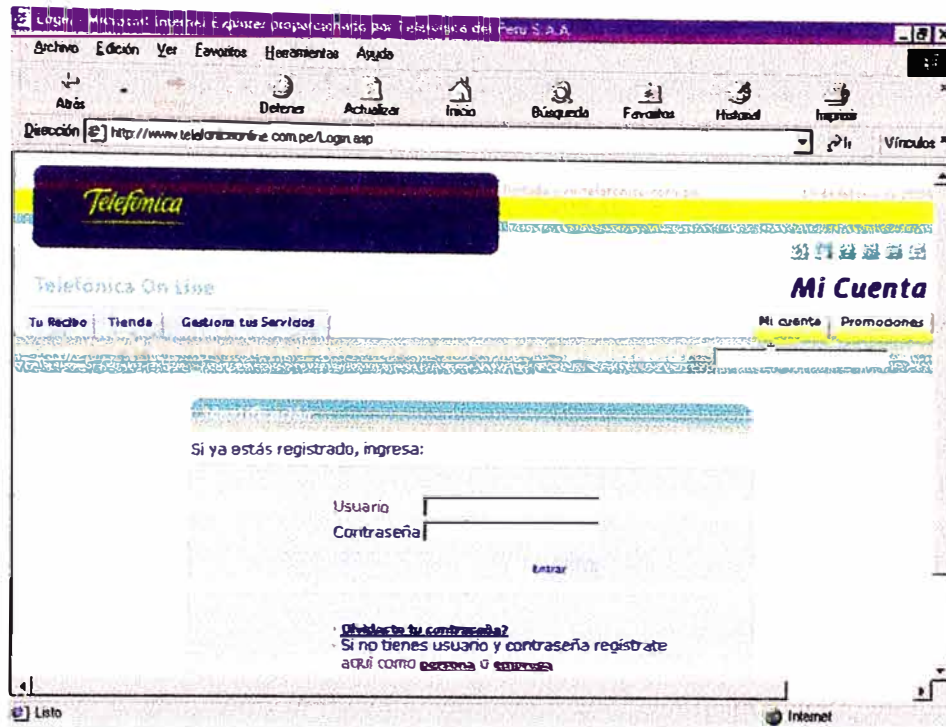 Login - Microsoft Internet Explorer proporcionado por Telefónica del Peru S.A.A.
Archivo Edición Ver Favoritos Herramientas Ayuda
Atrás Detener Actualizar Inicio Búsqueda Favoritos Historial Imprimir
Dirección http://www.telefonicaonline.com.pe/Login.asp Ir Vínculos »
Telefónica
Telefónica On Line
Mi Cuenta
Tu Recibo Tienda Gestiona tus Servicios Mi cuenta Promociones
Si ya estás registrado, ingresa:
Usuario
Contraseña
Entrar
Olvidaste tu contraseña?
Si no tienes usuario y contraseña regístrate
aquí como persona o empresa
Listo Internet